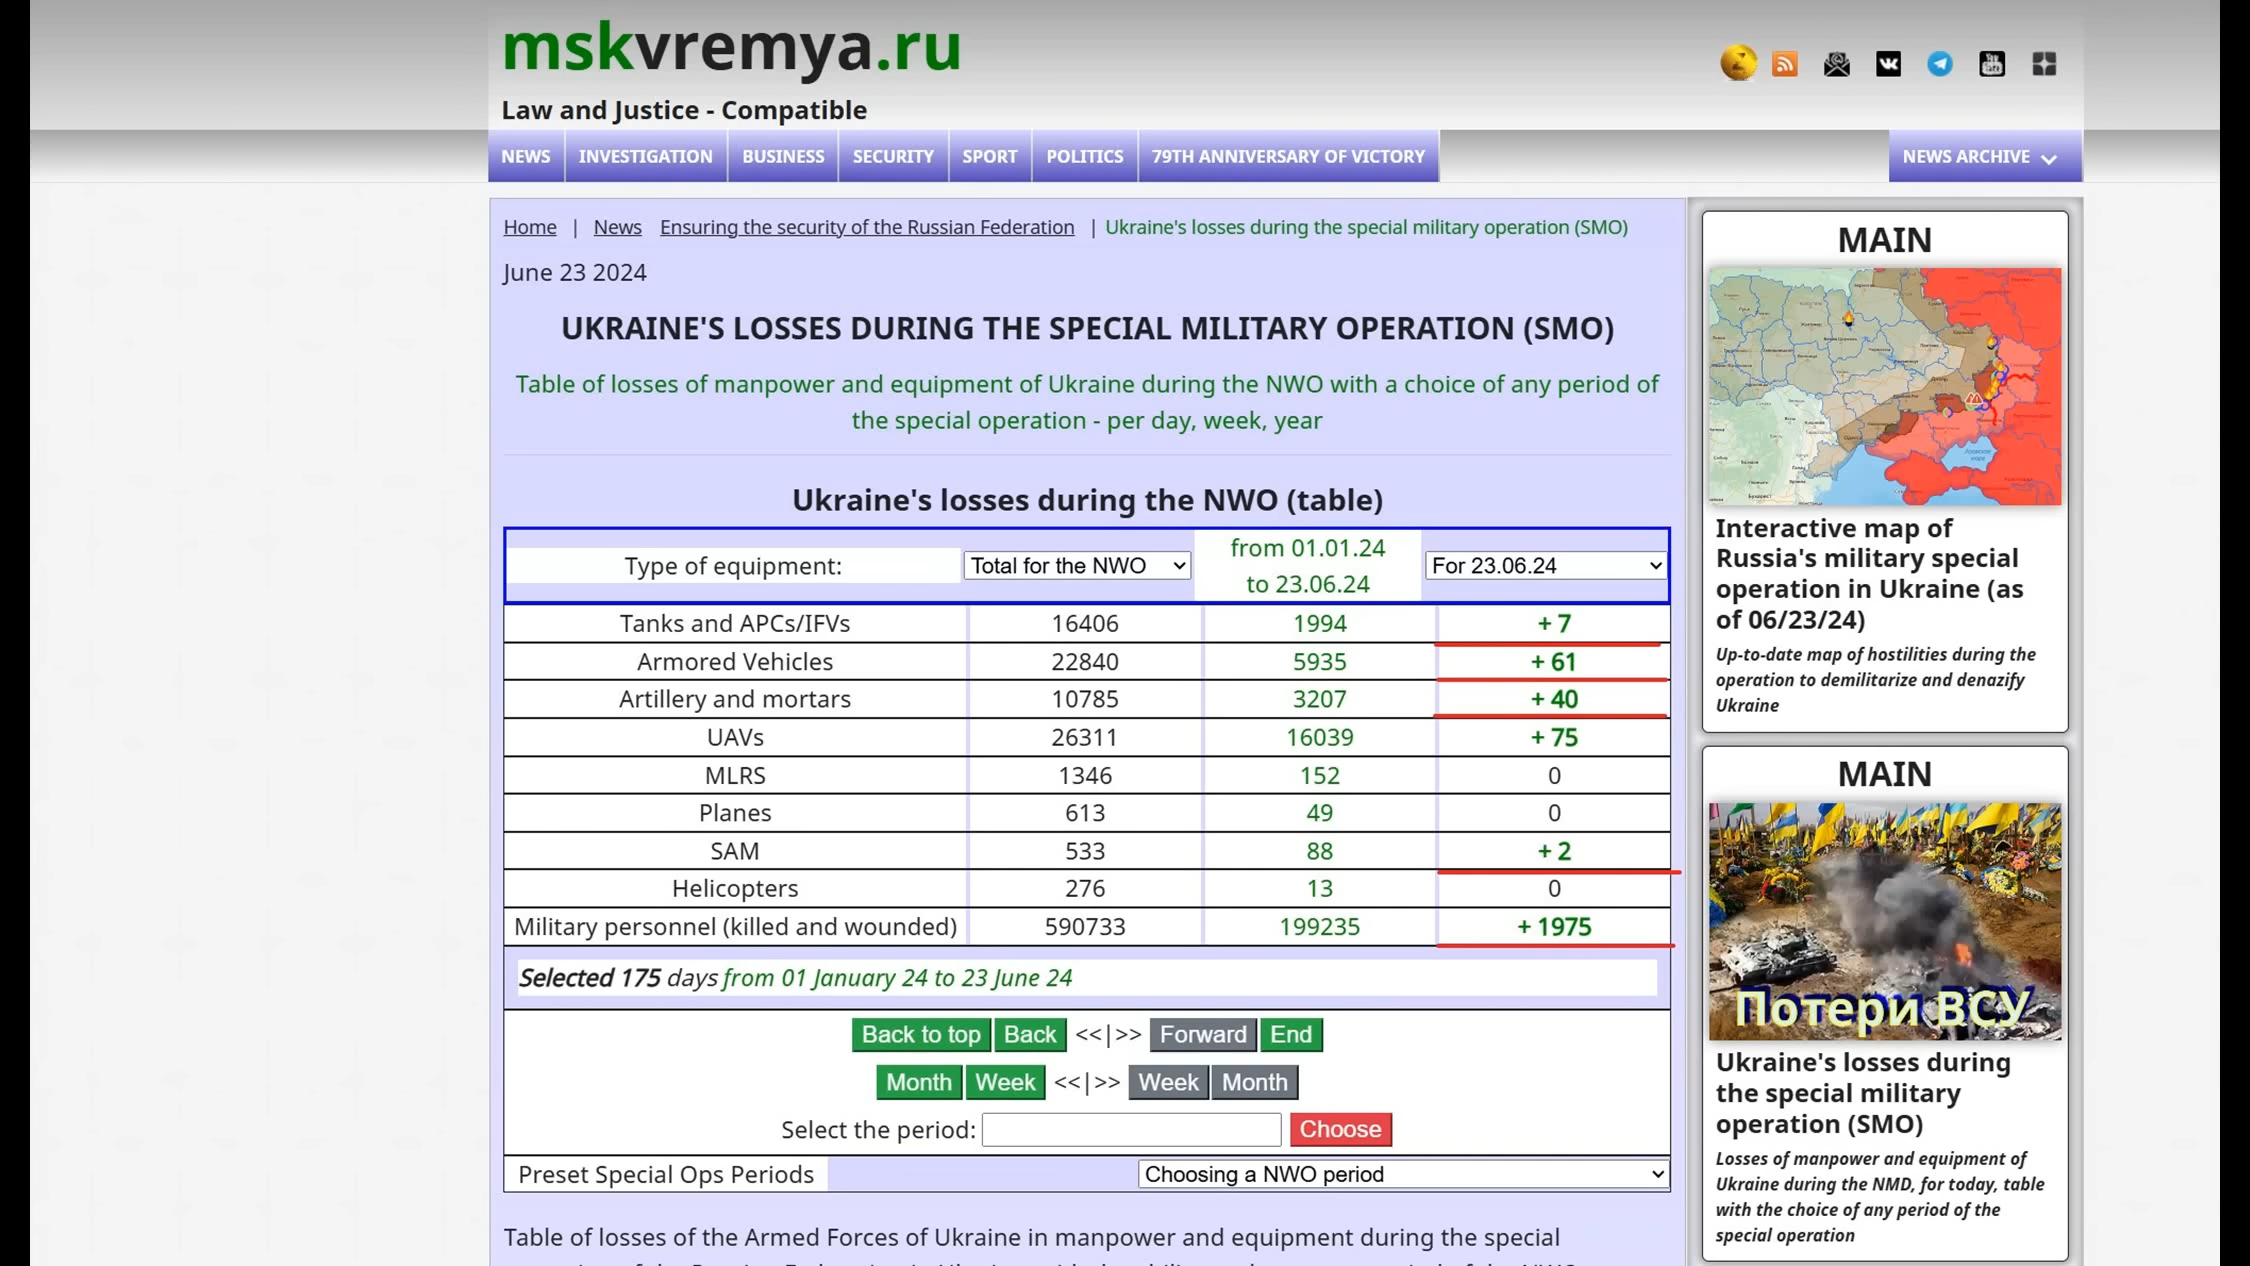 mskvremya.ru
Law and Justice - Compatible
NEWS INVESTIGATION BUSINESS SECURITY SPORT POLITICS 79TH ANNIVERSARY OF VICTORY NEWS ARCHIVE
Home | News Ensuring the security of the Russian Federation | Ukraine's losses during the special military operation (SMO)
June 23 2024
UKRAINE'S LOSSES DURING THE SPECIAL MILITARY OPERATION (SMO)
Table of losses of manpower and equipment of Ukraine during the NWO with a choice of any period of
the special operation - per day, week, year
Ukraine's losses during the NWO (table)
Type of equipment: Total for the NWO from 01.01.24 to 23.06.24 For 23.06.24
Tanks and APCs/IFVs 16406 1994 + 7
Armored Vehicles 22840 5935 + 61
Artillery and mortars 10785 3207 + 40
UAVs 26311 16039 + 75
MLRS 1346 152 0
Planes 613 49 0
SAM 533 88 + 2
Helicopters 276 13 0
Military personnel (killed and wounded) 590733 199235 + 1975
Selected 175 days from 01 January 24 to 23 June 24
Back to top Back <<|>> Forward End
Month Week <<|>> Week Month
Select the period: Choose
Preset Special Ops Periods Choosing a NWO period
Table of losses of the Armed Forces of Ukraine in manpower and equipment during the special
MAIN
Interactive map of
Russia's military special
operation in Ukraine (as
of 06/23/24)
Up-to-date map of hostilities during the
operation to demilitarize and denazify
Ukraine
MAIN
Потери ВСУ
Ukraine's losses during
the special military
operation (SMO)
Losses of manpower and equipment of
Ukraine during the NMD, for today, table
with the choice of any period of the
special operation